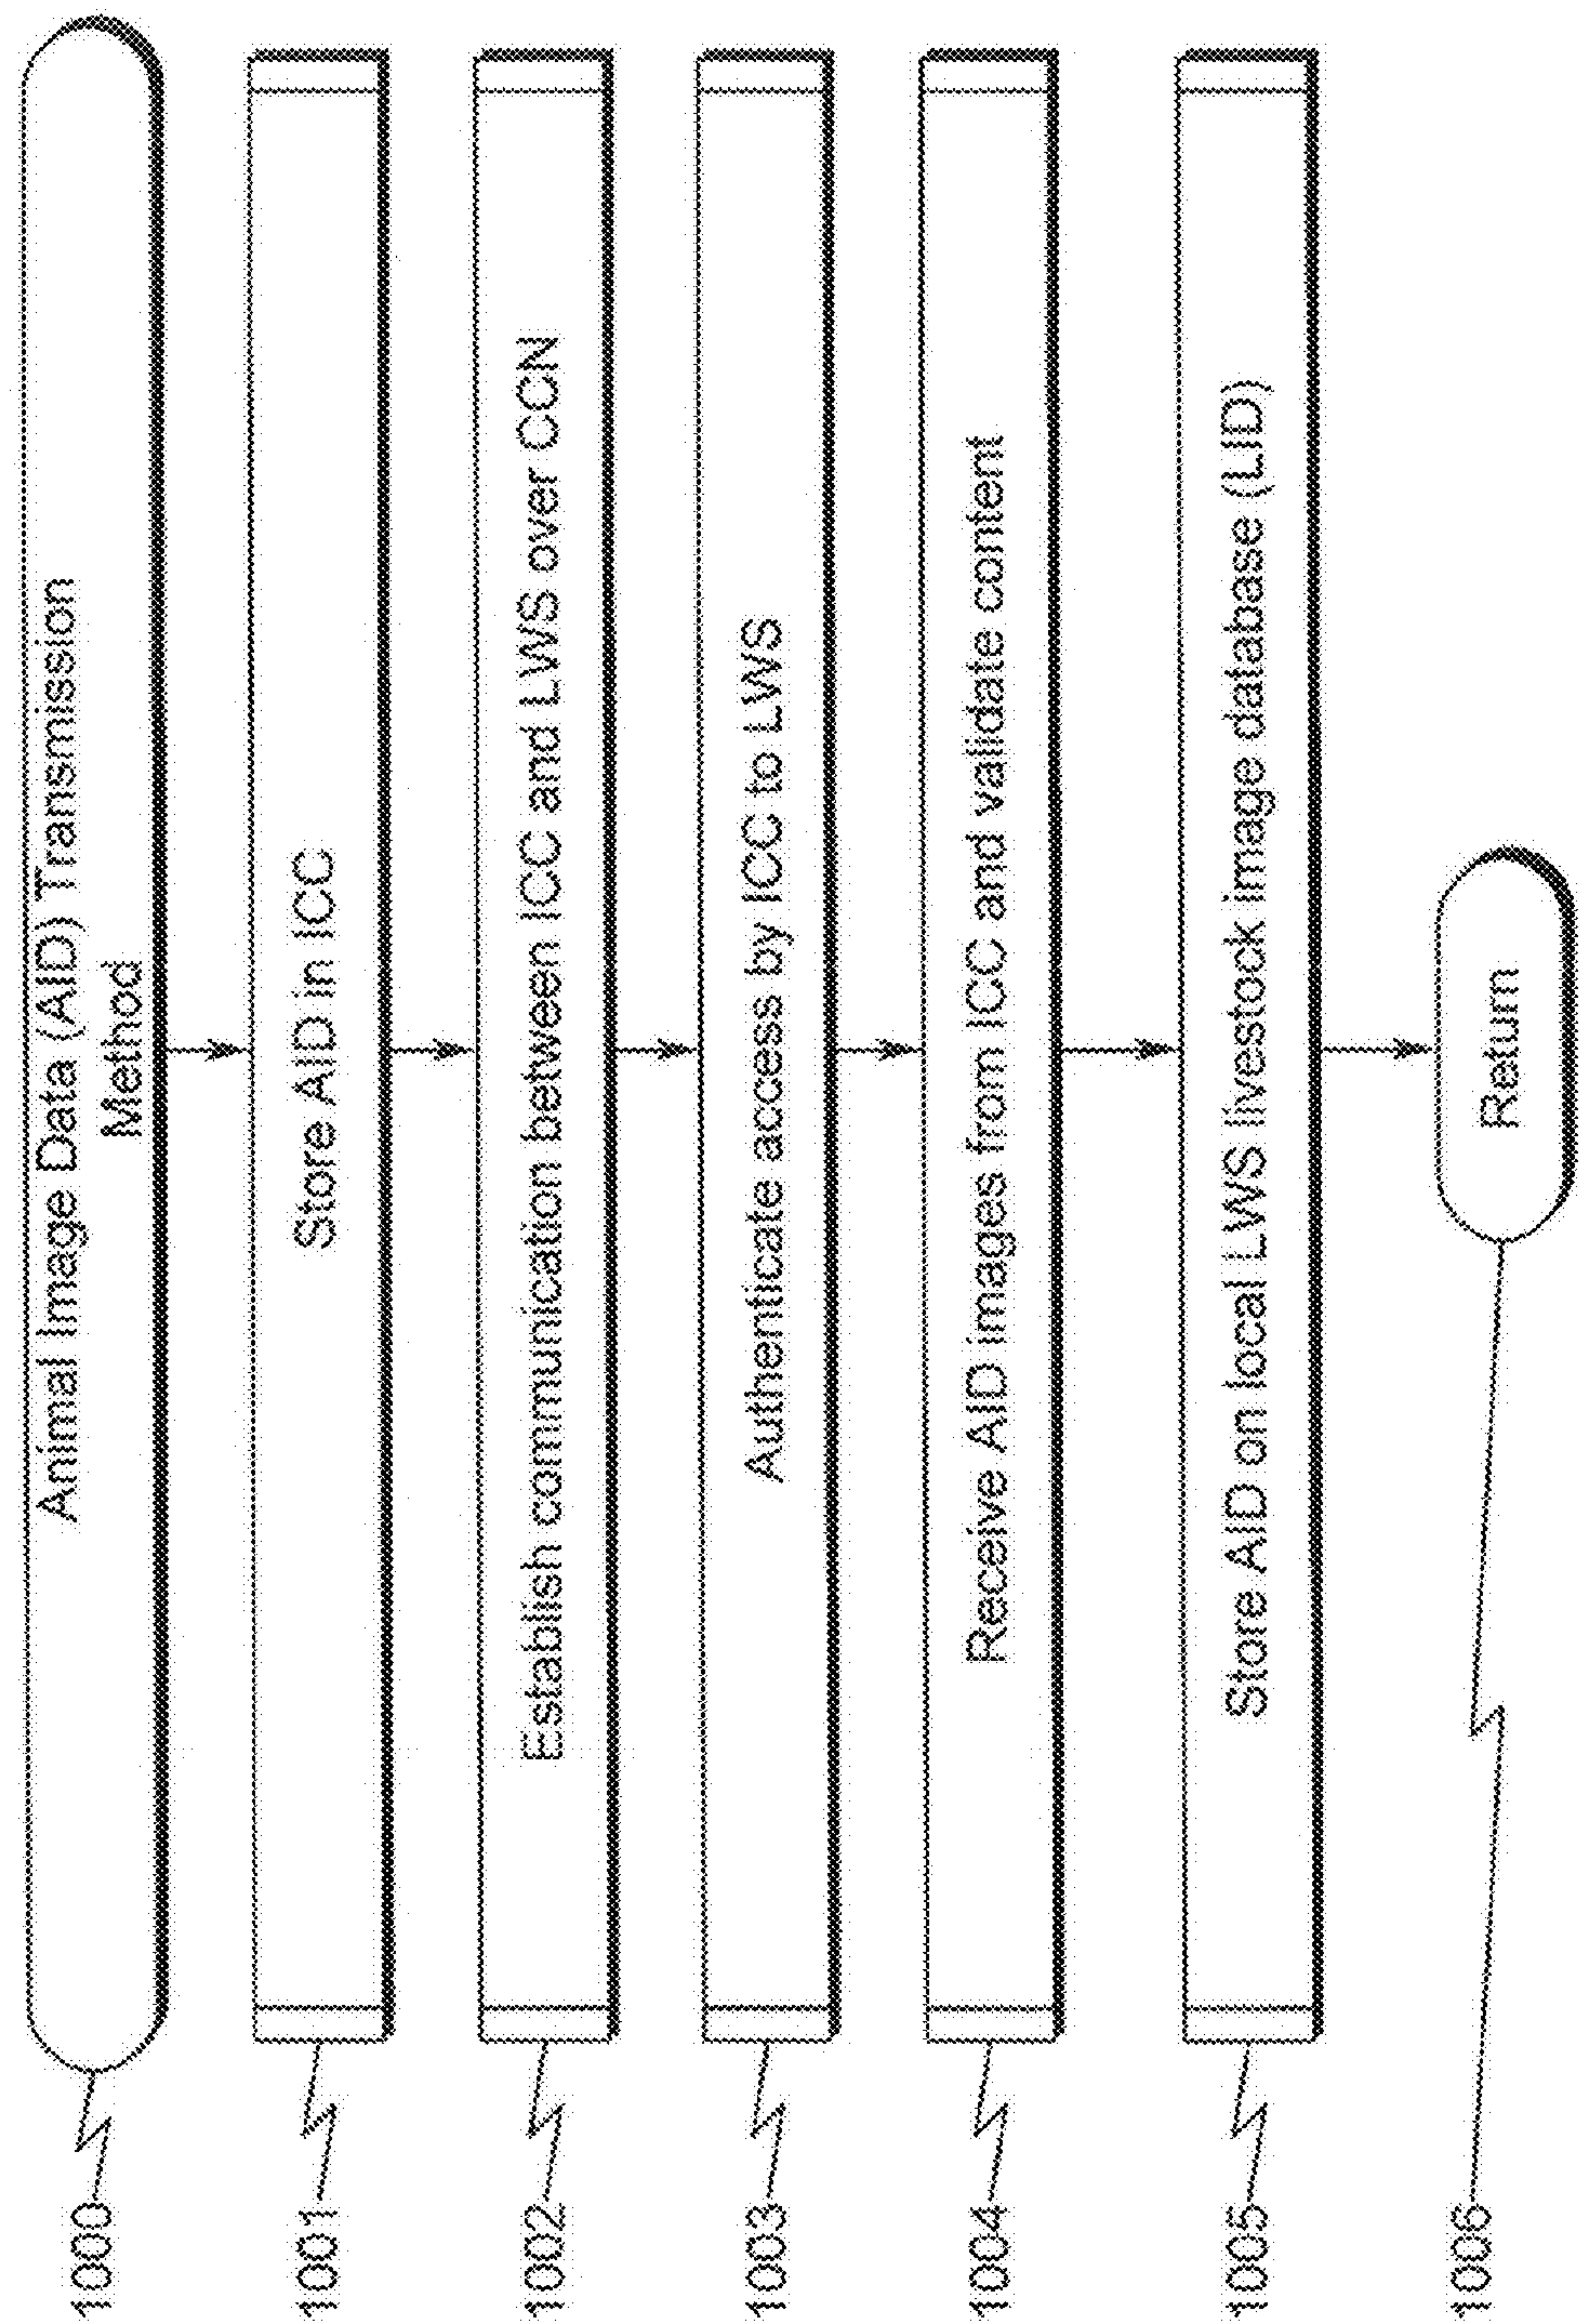 1000
Animal Image Data (AID) Transmission
Method
1001
Store AID in ICC
1002
Establish communication between ICC and LWS over CCN
1003
Authenticate access by ICC to LWS
1004
Receive AID images from ICC and validate content
1005
Store AID on local LWS livestock image database (LID)
1006
Return